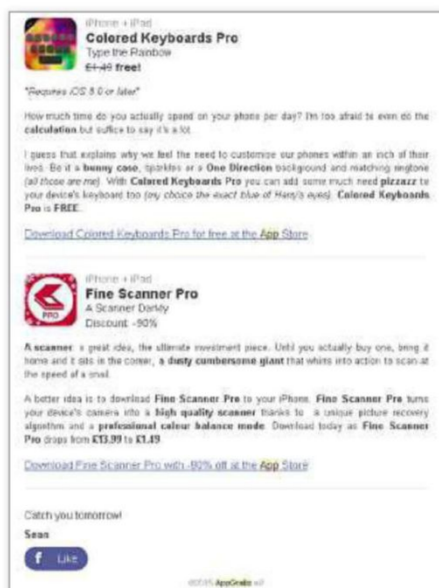 iPhone + iPad
Colored Keyboards Pro
Type the Rainbow
£1.49 free!
"Requires iOS 8.0 or later"
How much time do you actually spend on your phone per day? I'm too afraid to even do the
calculation but suffice to say it's a lot.
I guess that explains why we feel the need to customise our phones within an inch of their
lives. Be it a bunny case, sparkles or a One Direction background and matching ringtone
(all those are me). With Colored Keyboards Pro you can add some much need pizzazz to
your device's keyboard too (my choice the exact blue of Harry's eyes). Colored Keyboards
Pro is FREE.
Download Colored Keyboards Pro for free at the App Store
PRO
iPhone + iPad
Fine Scanner Pro
A Scanner Darkly
Discount -90%
A scanner: a great idea, the ultimate investment piece. Until you actually buy one, bring it
home and it sits in the corner, a dusty cumbersome giant that whirs into action to scan at
the speed of a snail.
A better idea is to download Fine Scanner Pro to your iPhone. Fine Scanner Pro turns
your device's camera into a high quality scanner thanks to a unique picture recovery
algorithm and a professional colour balance mode. Download today as Fine Scanner
Pro drops from £13.99 to £1.49.
Download Fine Scanner Pro with -90% off at the App Store
Catch you tomorrow!
Sean
f Like
©2015 AppGratis